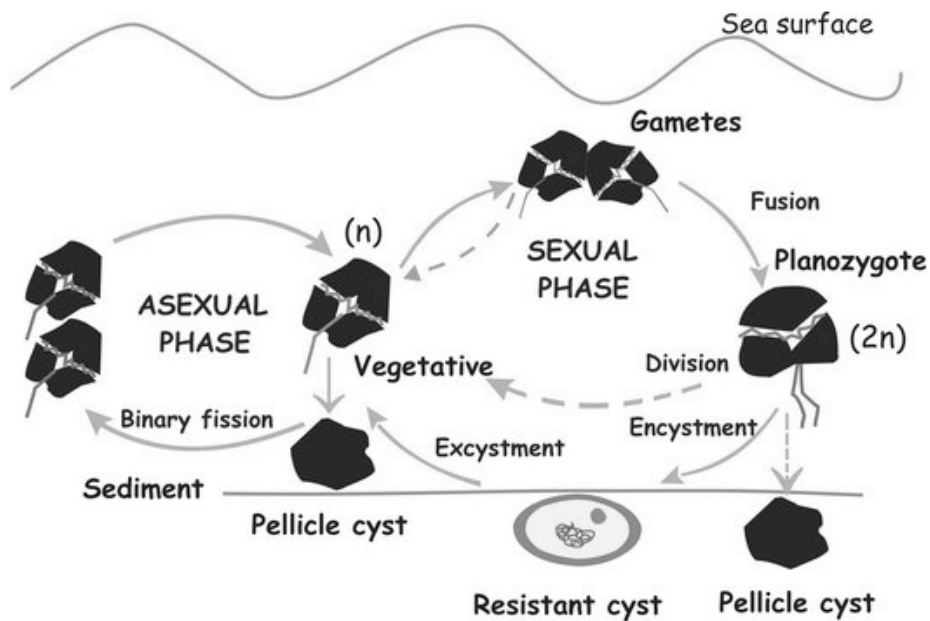 Sea surface
Gametes
Fusion
(n)
SEXUAL
PHASE
Planozygote
ASEXUAL
PHASE
(2n)
Vegetative
Division
Binary fission
Encystment
Excystment
Sediment
Pellicle cyst
Resistant cyst
Pellicle cyst